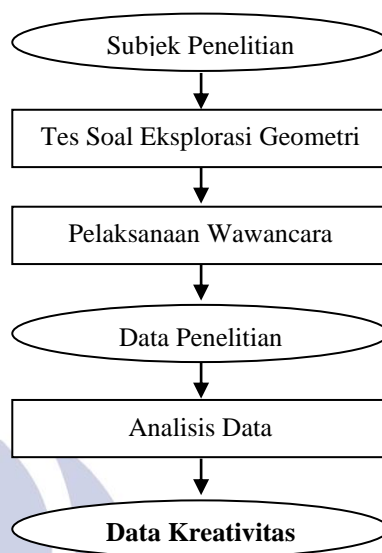 Subjek Penelitian
Tes Soal Eksplorasi Geometri
Pelaksanaan Wawancara
Data Penelitian
Analisis Data
Data Kreativitas